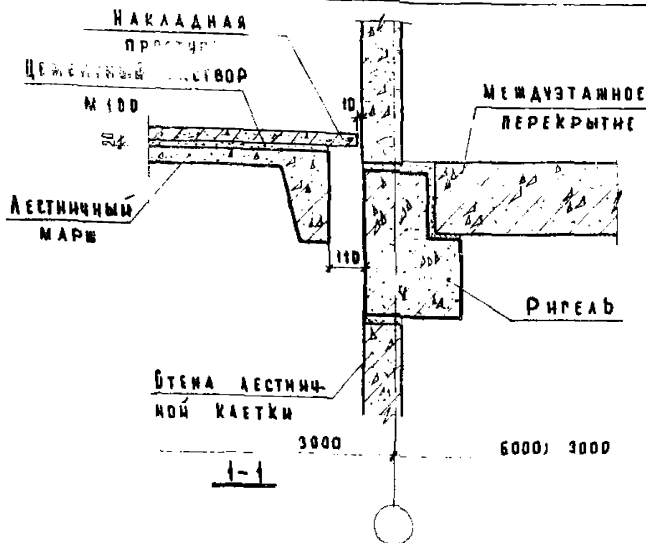 НАКЛАДНАЯ
ЦЕМЕНТНЫЙ
М 100
10
МЕЖДУЭТАЖНОЕ
ПЕРЕКРЫТИЕ
20
ЛЕСТНИЧНЫЙ
МАРШ
110
РИГЕЛЬ
СТЕНА ЛЕСТНИЧ-
НОЙ КЛЕТКИ
3000
6000; 3000
1-1